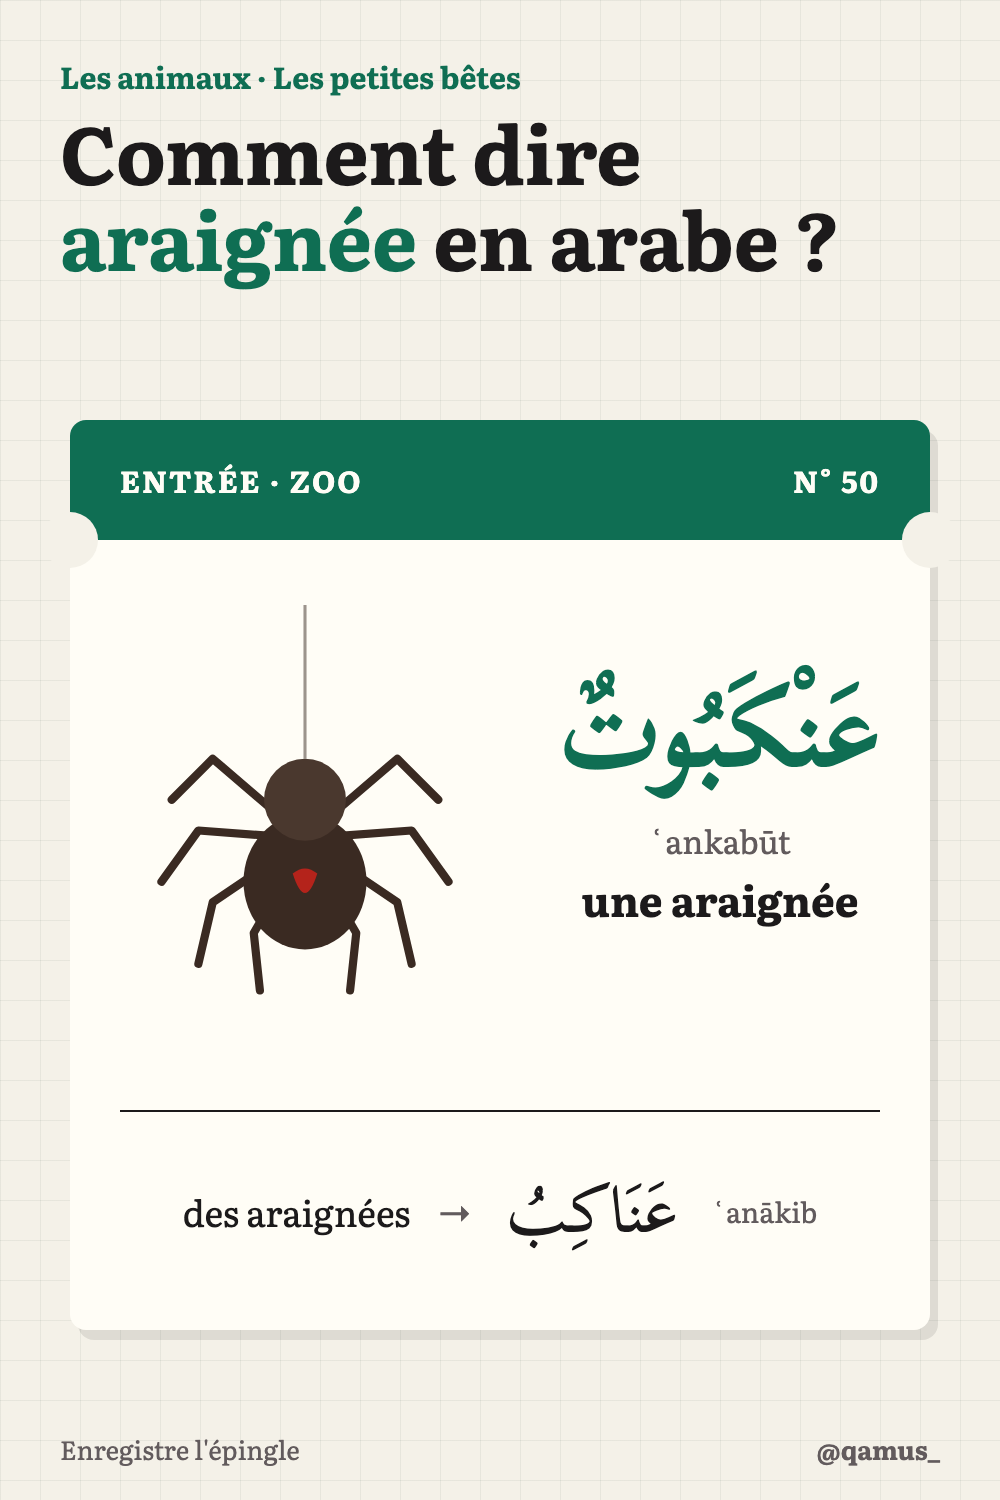 Les animaux · Les petites bêtes
Comment dire
araignée en arabe ?
ENTRÉE · ZOO
N° 50
عَنْكَبُوتٌ
ʿankabūt
une araignée
des araignées → عَنَاكِبُ ʿanākib
Enregistre l'épingle
@qamus_